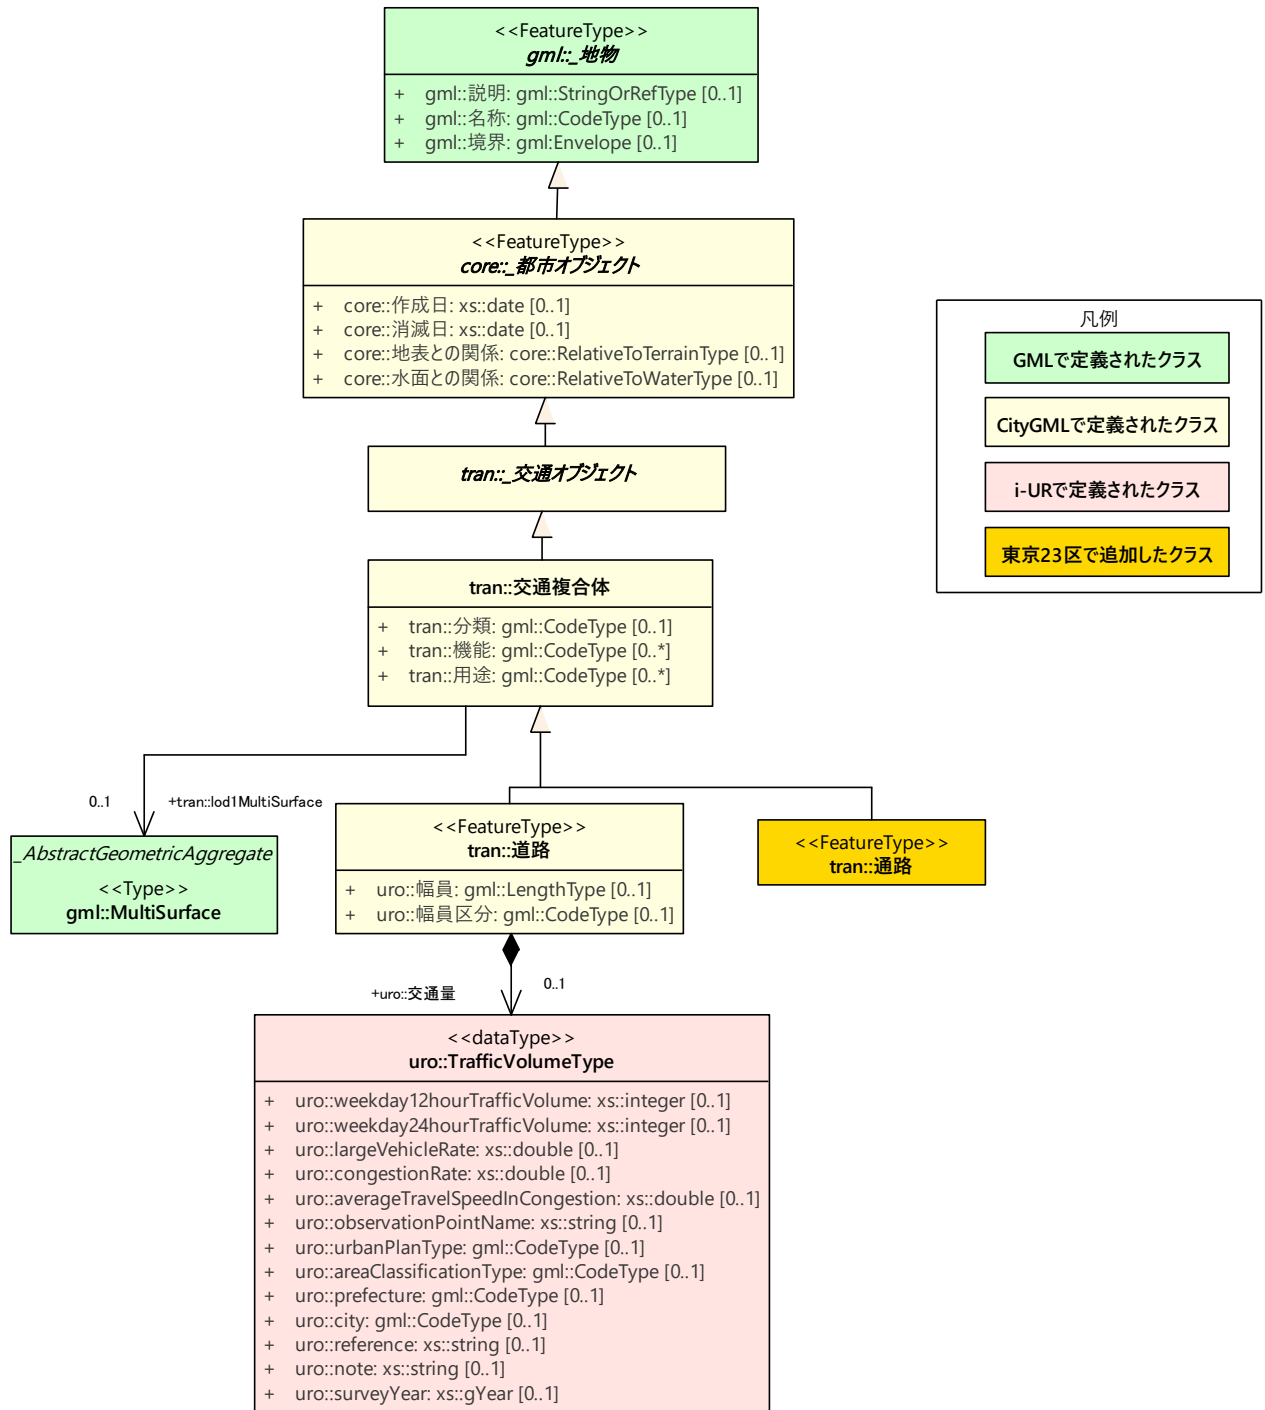 <<FeatureType>>
gml::_地物
+ gml::説明: gml::StringOrRefType [0..1]
+ gml::名称: gml::CodeType [0..1]
+ gml::境界: gml:Envelope [0..1]
<<FeatureType>>
core::_都市オブジェクト
+ core::作成日: xs::date [0..1]
+ core::消滅日: xs::date [0..1]
+ core::地表との関係: core::RelativeToTerrainType [0..1]
+ core::水面との関係: core::RelativeToWaterType [0..1]
凡例
GMLで定義されたクラス
CityGMLで定義されたクラス
i-URで定義されたクラス
東京23区で追加したクラス
tran::_交通オブジェクト
tran::交通複合体
+ tran::分類: gml::CodeType [0..1]
+ tran::機能: gml::CodeType [0..*]
+ tran::用途: gml::CodeType [0..*]
0..1
+tran::lod1MultiSurface
_AbstractGeometricAggregate
<<Type>>
gml::MultiSurface
<<FeatureType>>
tran::道路
+ uro::幅員: gml::LengthType [0..1]
+ uro::幅員区分: gml::CodeType [0..1]
<<FeatureType>>
tran::通路
+uro::交通量
0..1
<<dataType>>
uro::TrafficVolumeType
+ uro::weekday12hourTrafficVolume: xs::integer [0..1]
+ uro::weekday24hourTrafficVolume: xs::integer [0..1]
+ uro::largeVehicleRate: xs::double [0..1]
+ uro::congestionRate: xs::double [0..1]
+ uro::averageTravelSpeedInCongestion: xs::double [0..1]
+ uro::observationPointName: xs::string [0..1]
+ uro::urbanPlanType: gml::CodeType [0..1]
+ uro::areaClassificationType: gml::CodeType [0..1]
+ uro::prefecture: gml::CodeType [0..1]
+ uro::city: gml::CodeType [0..1]
+ uro::reference: xs::string [0..1]
+ uro::note: xs::string [0..1]
+ uro::surveyYear: xs::gYear [0..1]